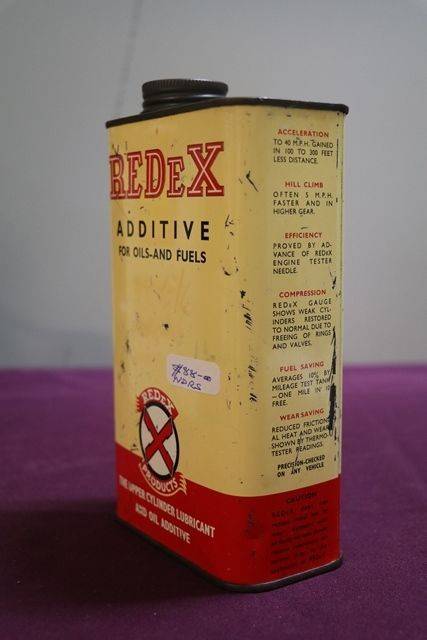 REDEX
ADDITIVE
FOR OILS-AND FUELS
REDEX
PRODUCTS
THE UPPER CYLINDER LUBRICANT
ACID OIL ADDITIVE
ACCELERATION
TO 40 M.P.H. GAINED
IN 100 TO 300 FEET
LESS DISTANCE.
HILL CLIMB
OFTEN 5 M.P.H.
FASTER AND IN
HIGHER GEAR.
EFFICIENCY
PROVED BY AD-
VANCE OF REDEX
ENGINE TESTER
NEEDLE.
COMPRESSION
REDEX GAUGE
SHOWS WEAK CYL-
INDERS RESTORED
TO NORMAL DUE TO
FREEING OF RINGS
AND VALVES.
FUEL SAVING
AVERAGES 10% BY
MILEAGE TEST TANK
—ONE MILE IN 10
FREE.
WEAR SAVING
REDUCED FRICTION-
AL HEAT AND WEAR
SHOWN BY THERMO-
TESTER READINGS.
PRECISION-CHECKED
ON ANY VEHICLE
CAUTION